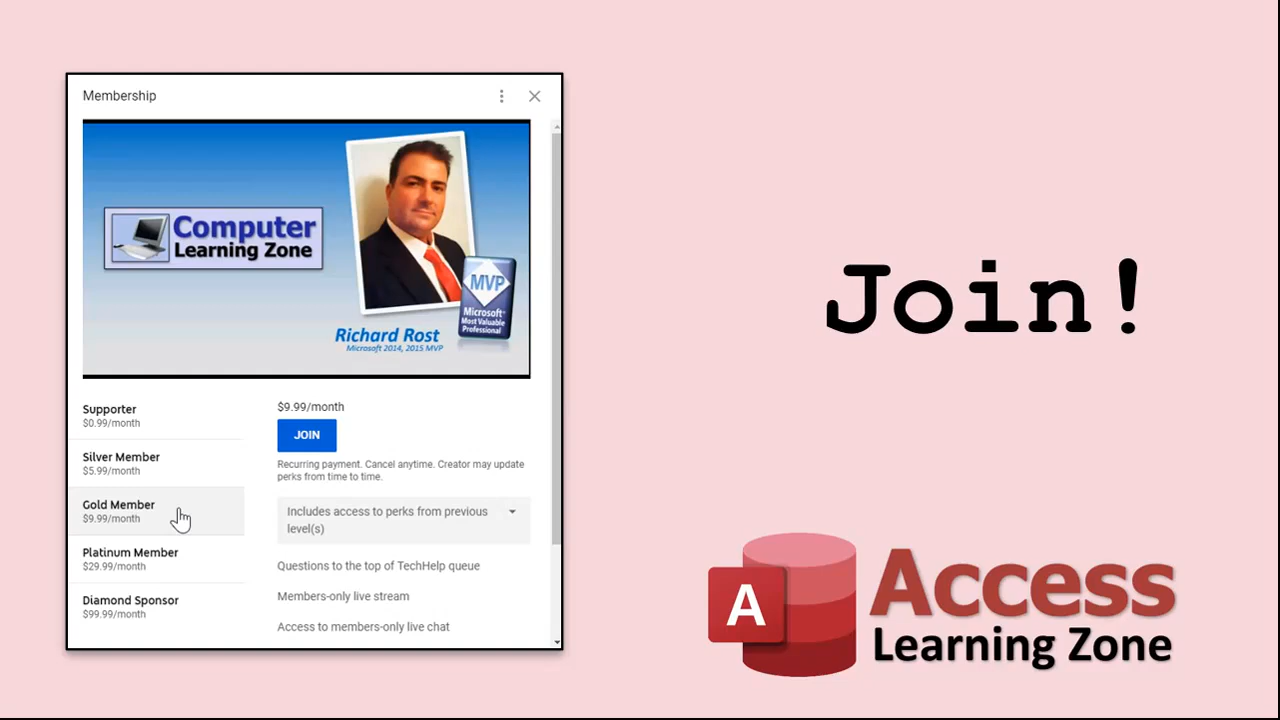 Membership
Computer
Learning Zone
MVP
Microsoft®
Most Valuable
Professional
Richard Rost
Microsoft 2014, 2015 MVP
Supporter
$0.99/month
Silver Member
$5.99/month
Gold Member
$9.99/month
Platinum Member
$29.99/month
Diamond Sponsor
$99.99/month
$9.99/month
JOIN
Recurring payment. Cancel anytime. Creator may update
perks from time to time.
Includes access to perks from previous
level(s)
Questions to the top of TechHelp queue
Members-only live stream
Access to members-only live chat
Join!
A
Access
Learning Zone